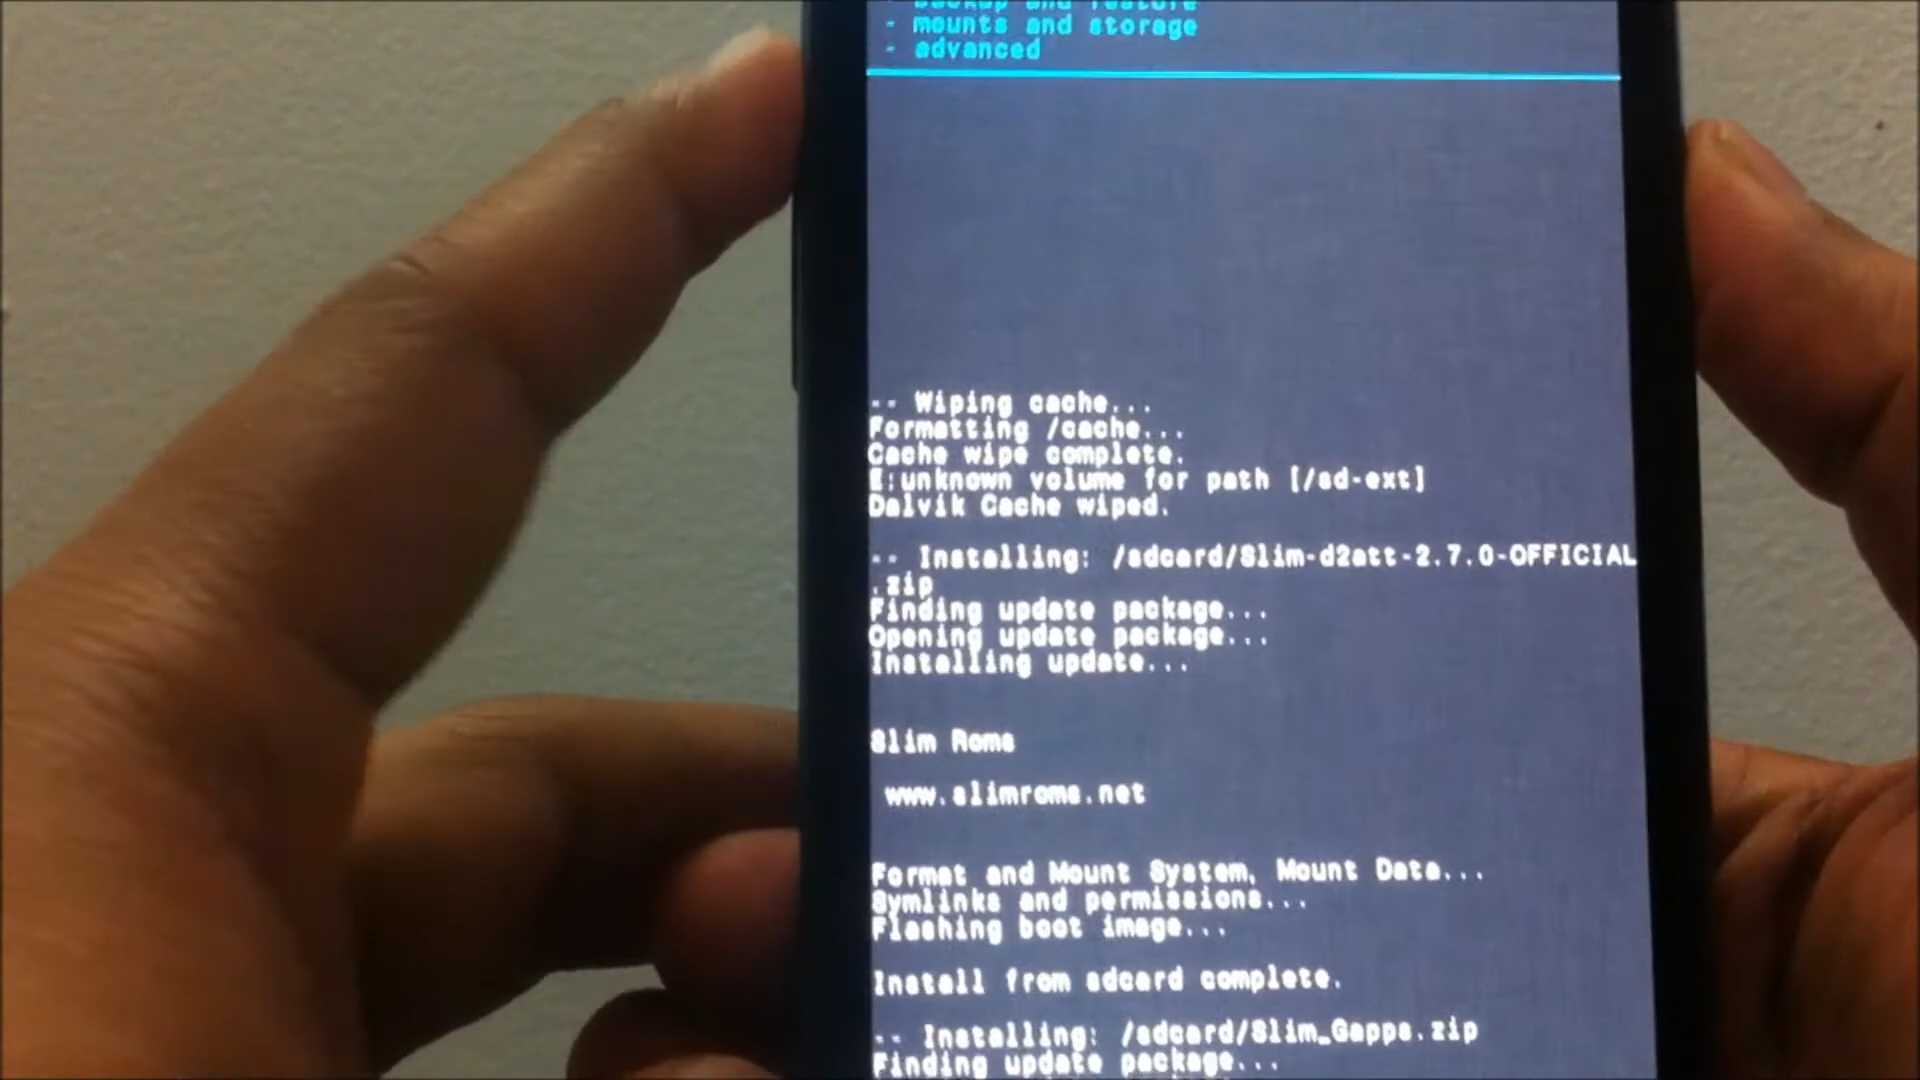 - backup and restore
- mounts and storage
- advanced
-- Wiping cache...
Formatting /cache...
Cache wipe complete.
E:unknown volume for path [/sd-ext]
Dalvik Cache wiped.
-- Installing: /sdcard/Slim-d2att-2.7.0-OFFICIAL
.zip
Finding update package...
Opening update package...
Installing update...
Slim Roms
www.slimroms.net
Format and Mount System, Mount Data...
Symlinks and permissions...
Flashing boot image...
Install from sdcard complete.
-- Installing: /sdcard/Slim_Gapps.zip
Finding update package...